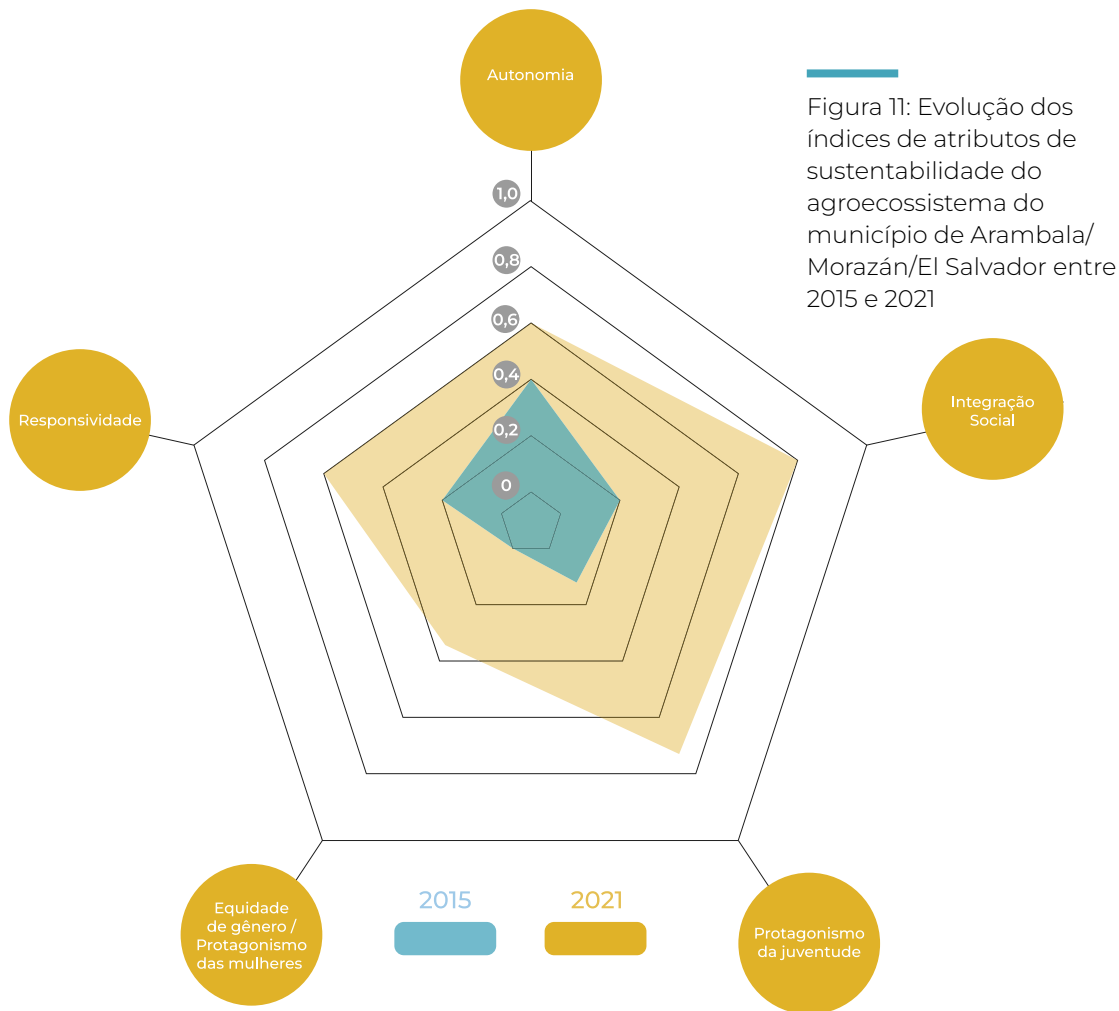 Autonomia
Figura 11: Evolução dos
índices de atributos de
sustentabilidade do
agroecossistema do
município de Arambala/
Morazán/El Salvador entre
2015 e 2021
1,0
0,8
0,6
0,4
0,2
0
Responsividade
Integração
Social
Equidade
de gênero /
Protagonismo
das mulheres
2015
2021
Protagonismo
da juventude